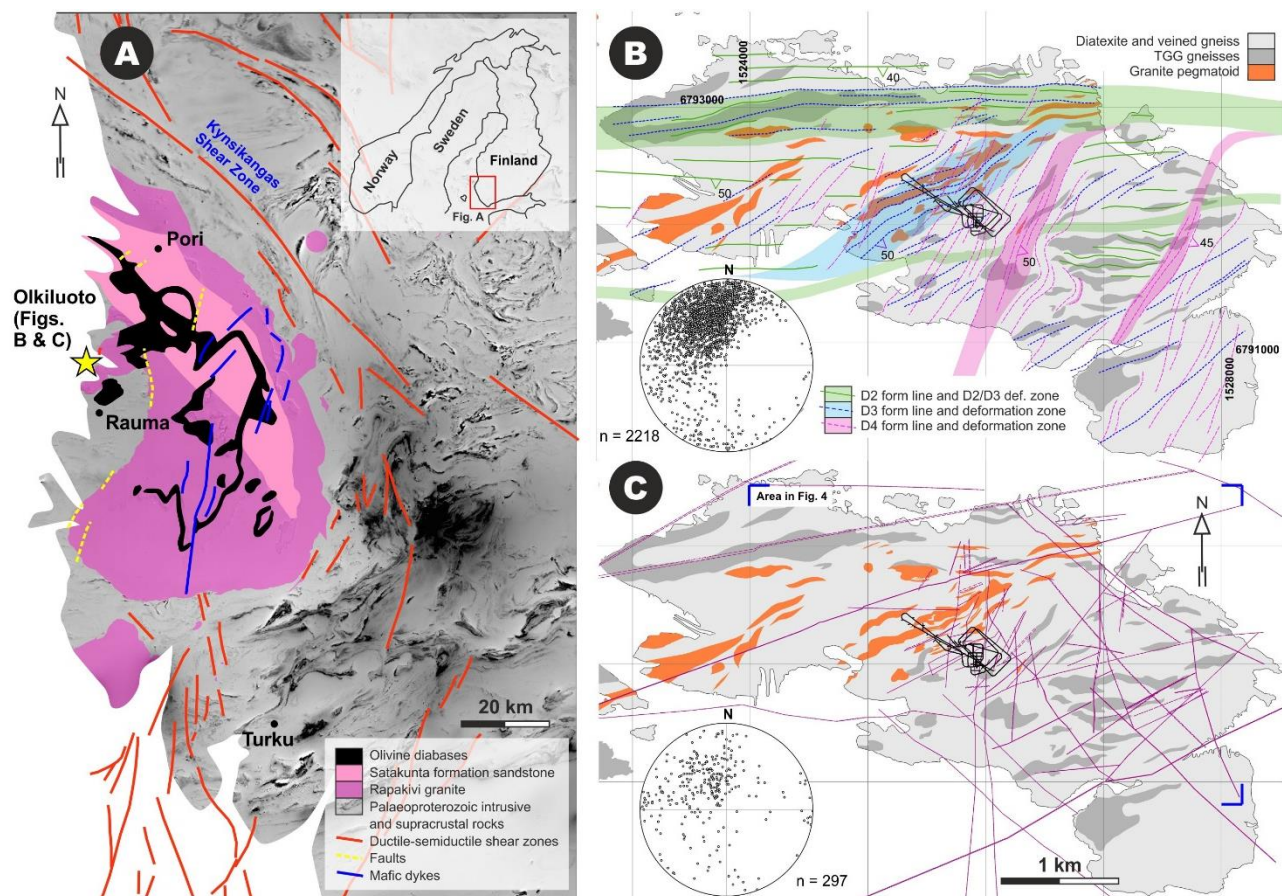 A
N
Kynsikangas
Shear Zone
Norway
Sweden
Finland
Fig. A
Pori
Olkiluoto
(Figs.
B & C)
Rauma
Turku
20 km
Olivine diabases
Satakunta formation sandstone
Rapakivi granite
Palaeoproterozoic intrusive
and supracrustal rocks
Ductile-semiductile shear zones
Faults
Mafic dykes
B
N
1524000
6793000
40
Diatexite and veined gneiss
TGG gneisses
Granite pegmatoid
50
50
50
45
N
n = 2218
6791000
1528000
D2 form line and D2/D3 def. zone
D3 form line and deformation zone
D4 form line and deformation zone
C
Area in Fig. 4
N
N
n = 297
1 km